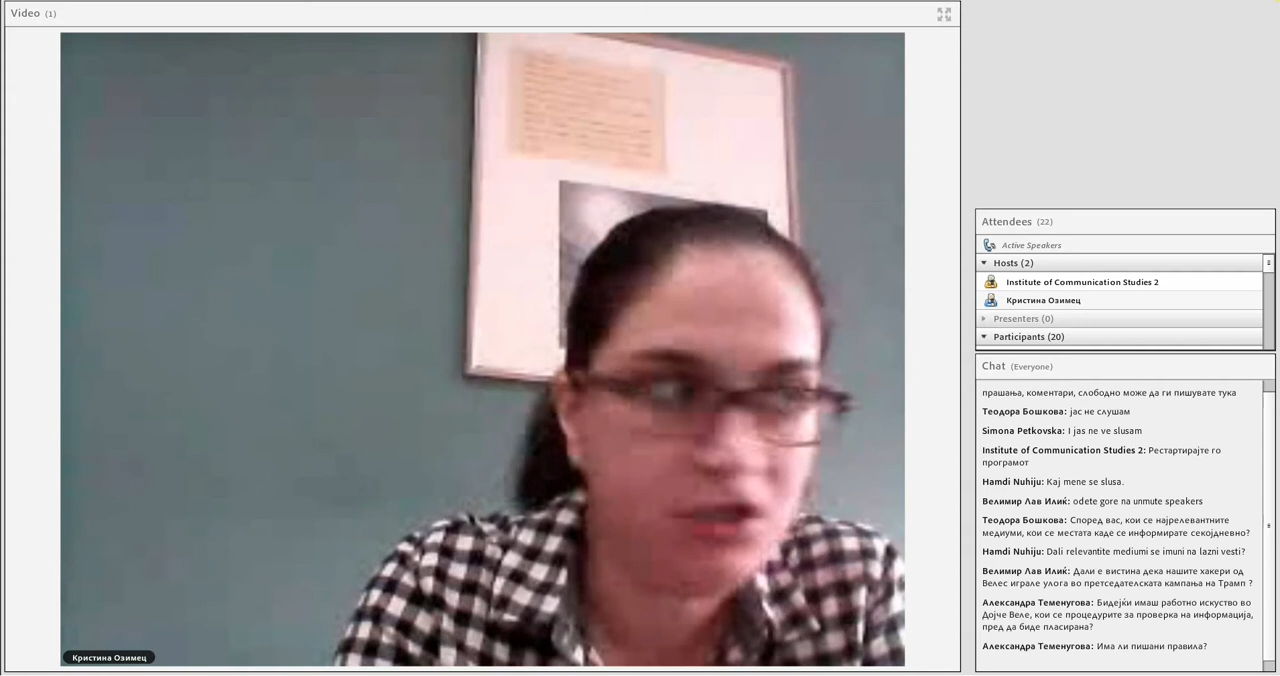 Video (1)
Кристина Озимец
Attendees (22)
Active Speakers
Hosts (2)
Institute of Communication Studies 2
Кристина Озимец
Presenters (0)
Participants (20)
Chat (Everyone)
прашања, коментари, слободно може да ги пишувате тука
Теодора Бошкова: јас не слушам
Simona Petkovska: I jas ne ve slusam
Institute of Communication Studies 2: Рестартирајте го
програмот
Hamdi Nuhiju: Kaj mene se slusa.
Велимир Лав Илиќ: odete gore na unmute speakers
Теодора Бошкова: Според вас, кои се најрелевантните
медиуми, кои се местата каде се информирате секојдневно?
Hamdi Nuhiju: Dali relevantite mediumi se imuni na lazni vesti?
Велимир Лав Илиќ: Дали е вистина дека нашите хакери од
Велес играле улога во претседателската кампања на Трамп ?
Александра Теменугова: Бидејќи имаш работно искуство во
Дојче Веле, кои се процедурите за проверка на информација,
пред да биде пласирана?
Александра Теменугова: Има ли пишани правила?